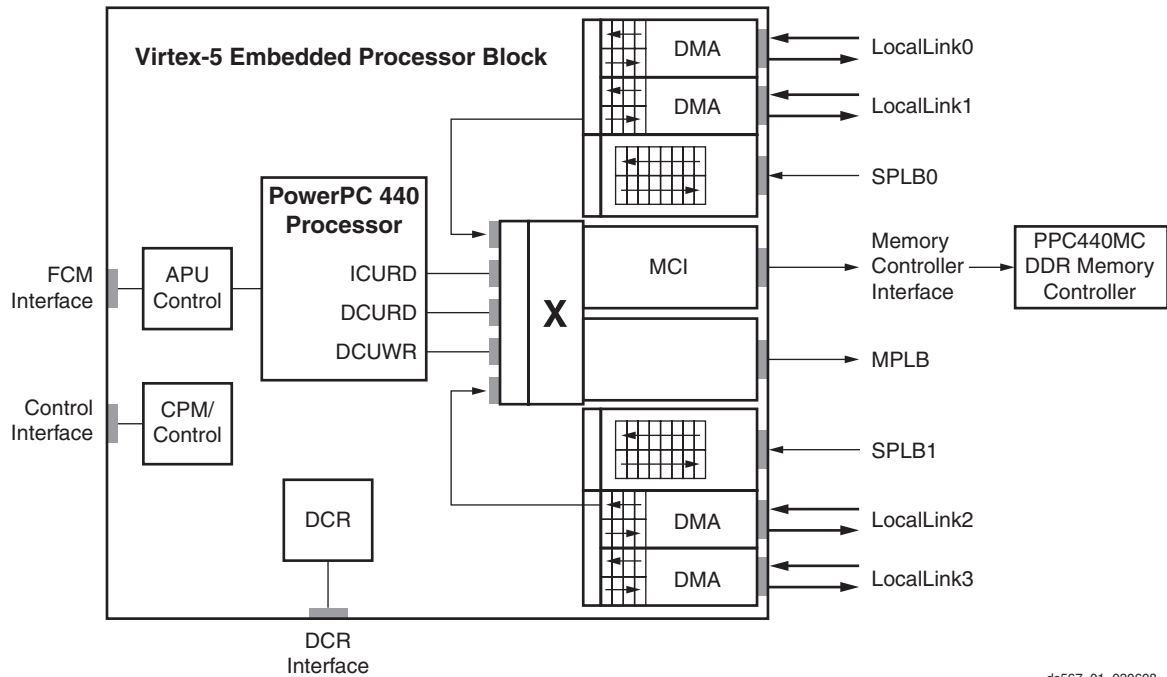 Virtex-5 Embedded Processor Block
DMA
LocalLink0
DMA
LocalLink1
SPLB0
PowerPC 440
Processor
ICURD
DCURD
DCUWR
FCM
Interface
APU
Control
X
MCI
Memory
Controller
Interface
PPC440MC
DDR Memory
Controller
MPLB
Control
Interface
CPM/
Control
SPLB1
DCR
DMA
LocalLink2
DMA
LocalLink3
DCR
Interface